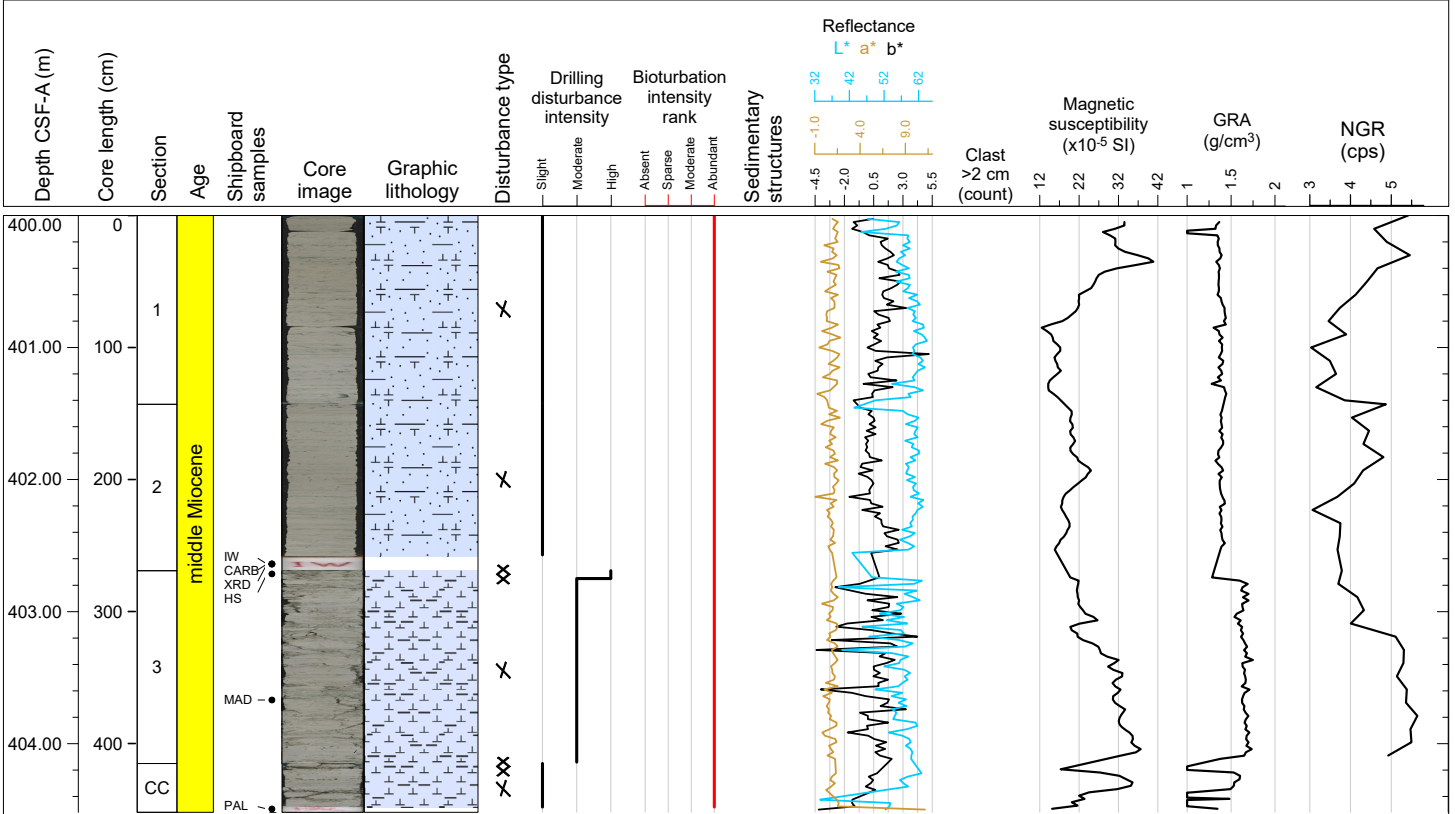 Depth CSF-A (m)
Core length (cm)
Section
Age
Shipboard
samples
Core
image
Graphic
lithology
Disturbance type
Drilling
disturbance
intensity
Slight
Moderate
High
Bioturbation
intensity
rank
Absent
Sparse
Moderate
Abundant
Sedimentary
structures
Reflectance
L* a* b*
32 42 52 62
-1.0 4.0 9.0
-4.5 -2.0 0.5 3.0 5.5
Clast
>2 cm
(count)
Magnetic
susceptibility
(x10-5 SI)
12 22 32 42
GRA
(g/cm3)
1 1.5 2
NGR
(cps)
3 4 5
400.00
401.00
402.00
403.00
404.00
0
100
200
300
400
1
2
3
CC
middle Miocene
IW
CARB
XRD
HS
MAD
PAL
IW